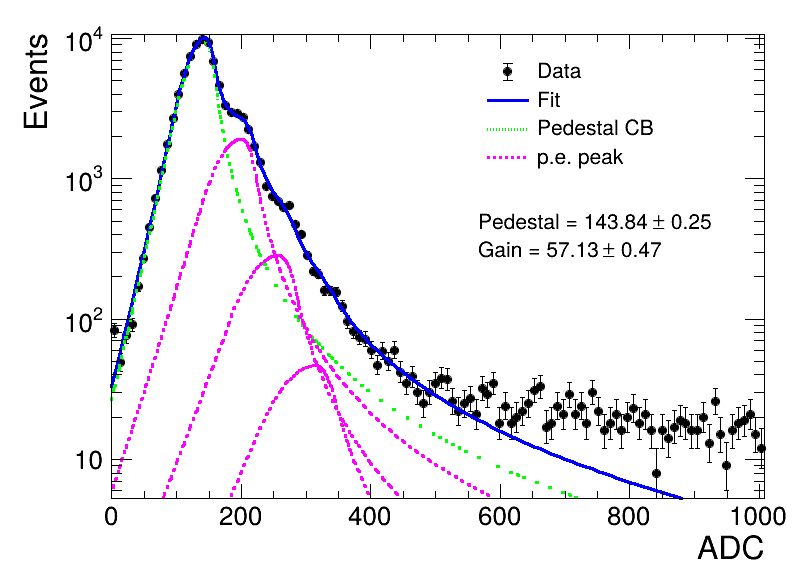 Events
10⁴
10³
10²
10
Data
Fit
Pedestal CB
p.e. peak
Pedestal = 143.84 ± 0.25
Gain = 57.13 ± 0.47
0 200 400 600 800 1000
ADC